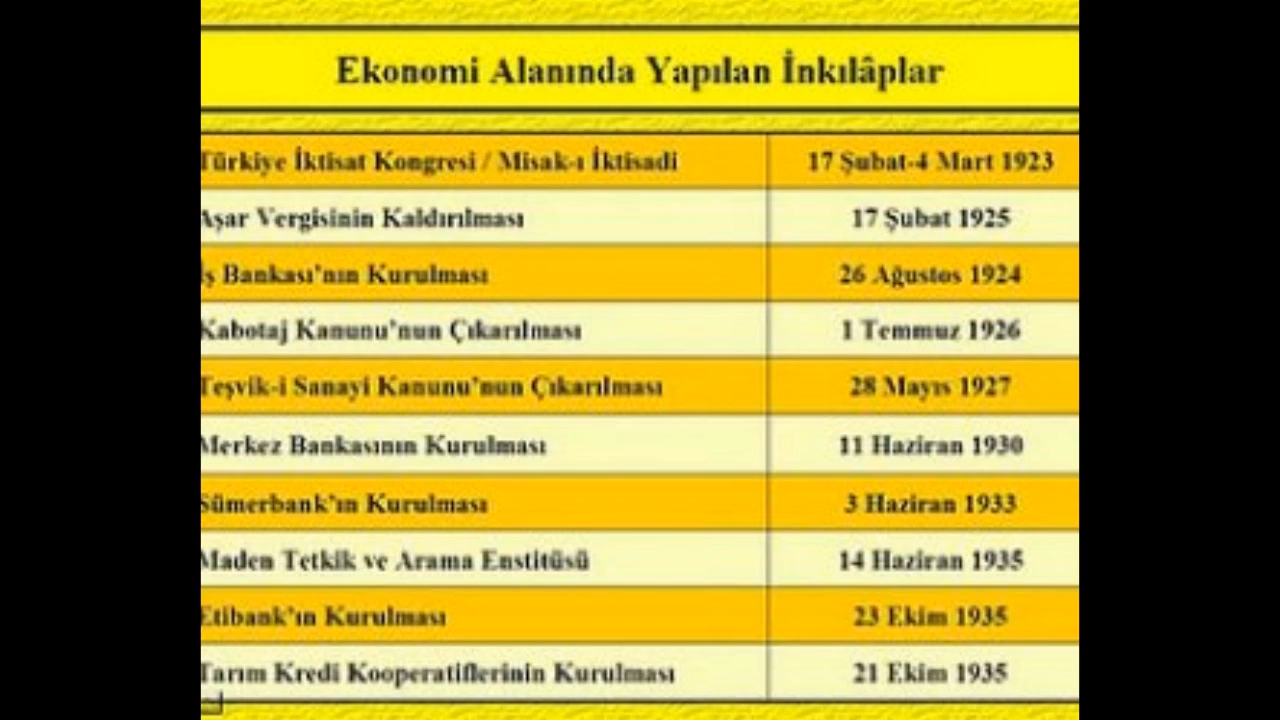 Ekonomi Alanında Yapılan İnkılâplar
Türkiye İktisat Kongresi / Misak-ı İktisadi 17 Şubat-4 Mart 1923
Aşar Vergisinin Kaldırılması 17 Şubat 1925
İş Bankası’nın Kurulması 26 Ağustos 1924
Kabotaj Kanunu’nun Çıkarılması 1 Temmuz 1926
Teşvik-i Sanayi Kanunu’nun Çıkarılması 28 Mayıs 1927
Merkez Bankasının Kurulması 11 Haziran 1930
Sümerbank’ın Kurulması 3 Haziran 1933
Maden Tetkik ve Arama Enstitüsü 14 Haziran 1935
Etibank’ın Kurulması 23 Ekim 1935
Tarım Kredi Kooperatiflerinin Kurulması 21 Ekim 1935